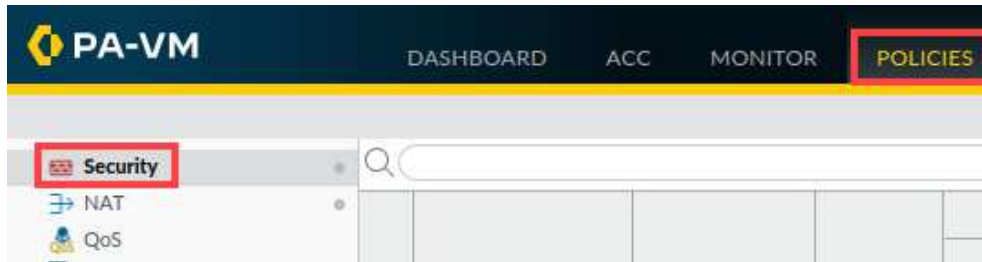 PA-VM
DASHBOARD ACC MONITOR POLICIES
Security
NAT
QoS